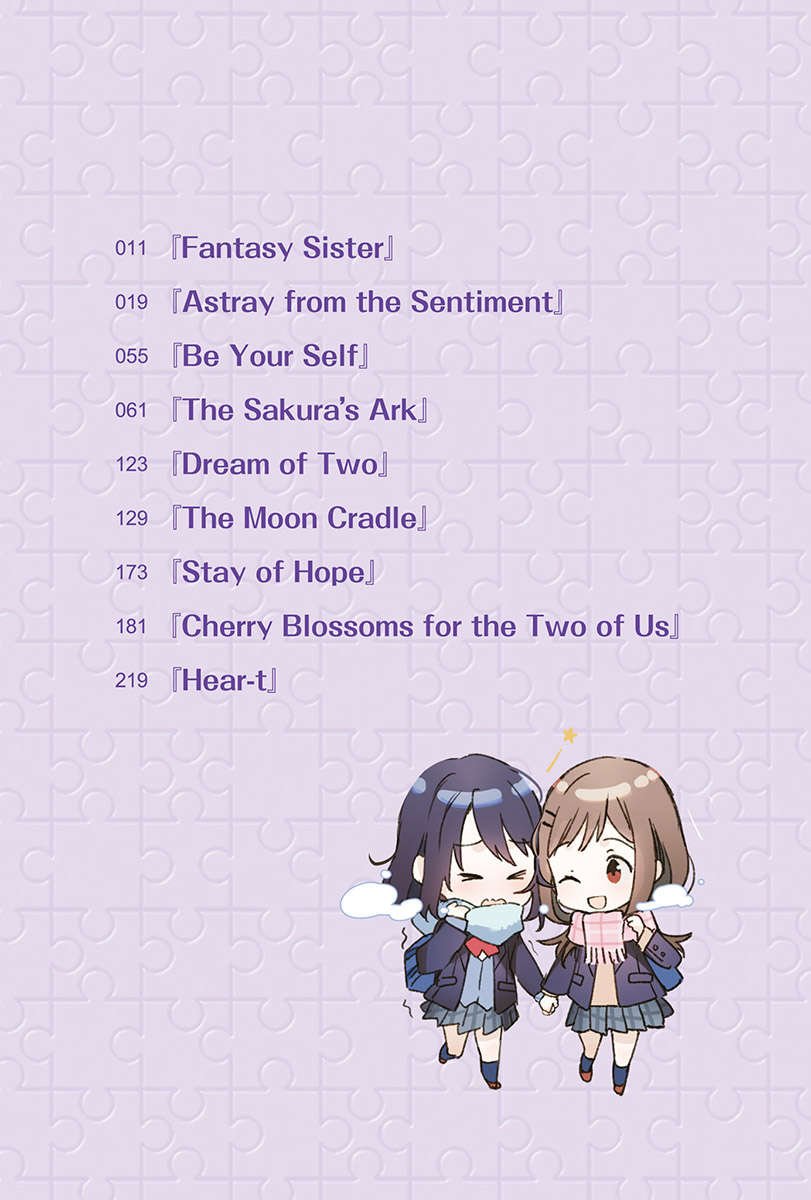 011 『Fantasy Sister』
019 『Astray from the Sentiment』
055 『Be Your Self』
061 『The Sakura’s Ark』
123 『Dream of Two』
129 『The Moon Cradle』
173 『Stay of Hope』
181 『Cherry Blossoms for the Two of Us』
219 『Hear-t』